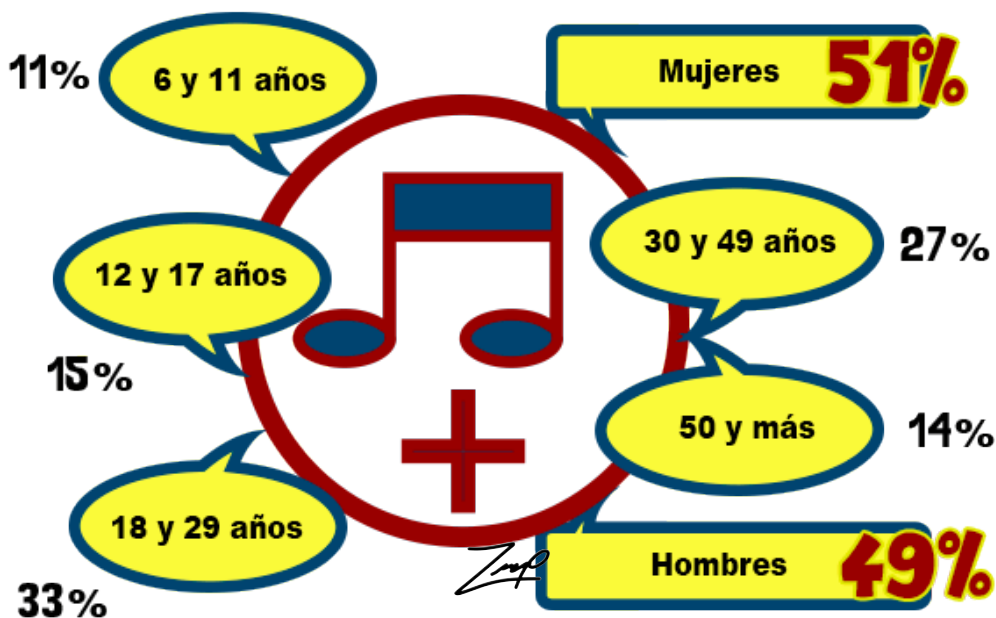 11%
6 y 11 años
Mujeres 51%
12 y 17 años
15%
30 y 49 años
27%
18 y 29 años
33%
50 y más
14%
Hombres 49%